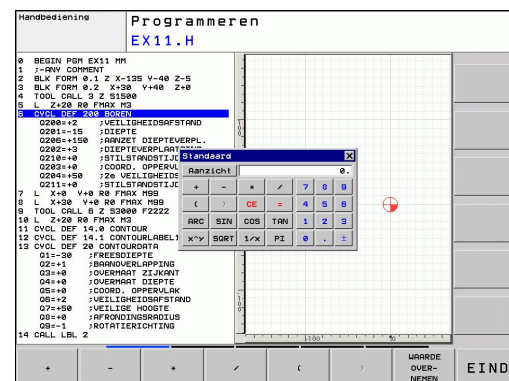 Handbediening
Programmeren
EX11.H
0 BEGIN PGM EX11 MM
1 ;-ANY COMMENT
2 BLK FORM 0.1 Z X-135 Y-40 Z-5
3 BLK FORM 0.2 X+30 Y+40 Z+0
4 TOOL CALL 3 Z S1500
5 L Z+20 R0 FMAX M3
6 CYCL DEF 200 BOREN
Q200=+2 ;VEILIGHEIDSAFSTAND
Q201=-15 ;DIEPTE
Q206=+150 ;AANZET DIEPTEVERPL.
Q202=+3 ;DIEPTEVERPLAATSING
Q210=+0 ;STILSTANDSTIJD
Q203=+0 ;COORD. OPPERVL
Q204=+50 ;2e VEILIGHEIDS
Q211=+0 ;STILSTANDSTIJD
7 L X+0 Y+0 R0 FMAX M99
8 L X+30 Y+0 R0 FMAX M99
9 TOOL CALL 6 Z S3000 F2222
10 L Z+20 R0 FMAX M3
11 CYCL DEF 14.0 CONTOUR
12 CYCL DEF 14.1 CONTOURLABEL1
13 CYCL DEF 20 CONTOURDATA
Q1=-30 ;FREESDIEPTE
Q2=+1 ;BAANOVERLAPPING
Q3=+0 ;OVERMAAT ZIJKANT
Q4=+0 ;OVERMAAT DIEPTE
Q5=+0 ;COORD. OPPERVLAK
Q6=+2 ;VEILIGHEIDSAFSTAND
Q7=+50 ;VEILIGE HOOGTE
Q8=+0 ;AFRONDINGSRADIUS
Q9=-1 ;ROTATIERICHTING
14 CALL LBL 2
Standaard X
Aanzicht 0.
+ - * / 7 8 9
( ) CE = 4 5 6
ARC SIN COS TAN 1 2 3
X^Y SQRT 1/X PI 0 . ±
-100 0
+ - * / ( )
WAARDE
OVER-
NEMEN
EIND